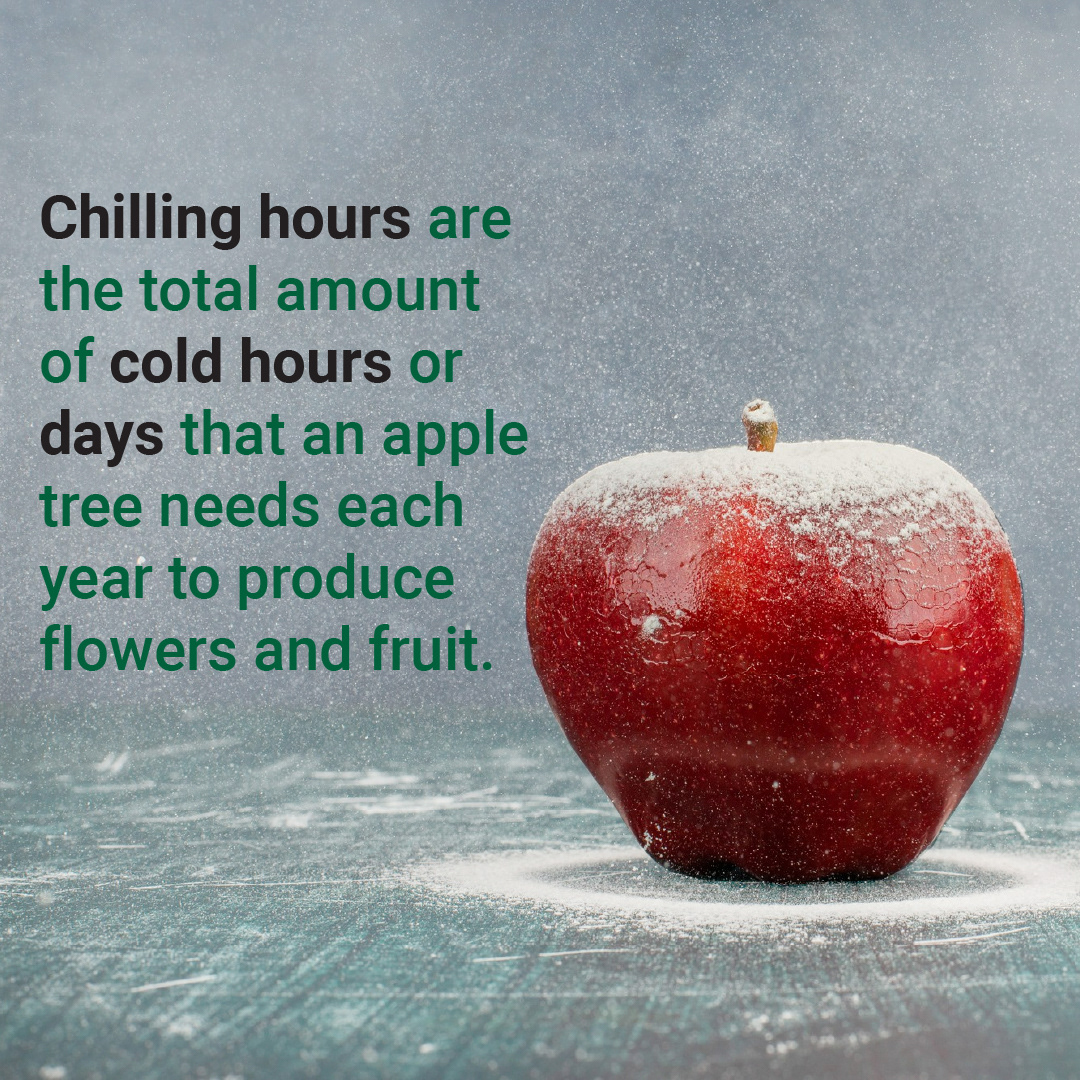 Chilling hours are
the total amount
of cold hours or
days that an apple
tree needs each
year to produce
flowers and fruit.